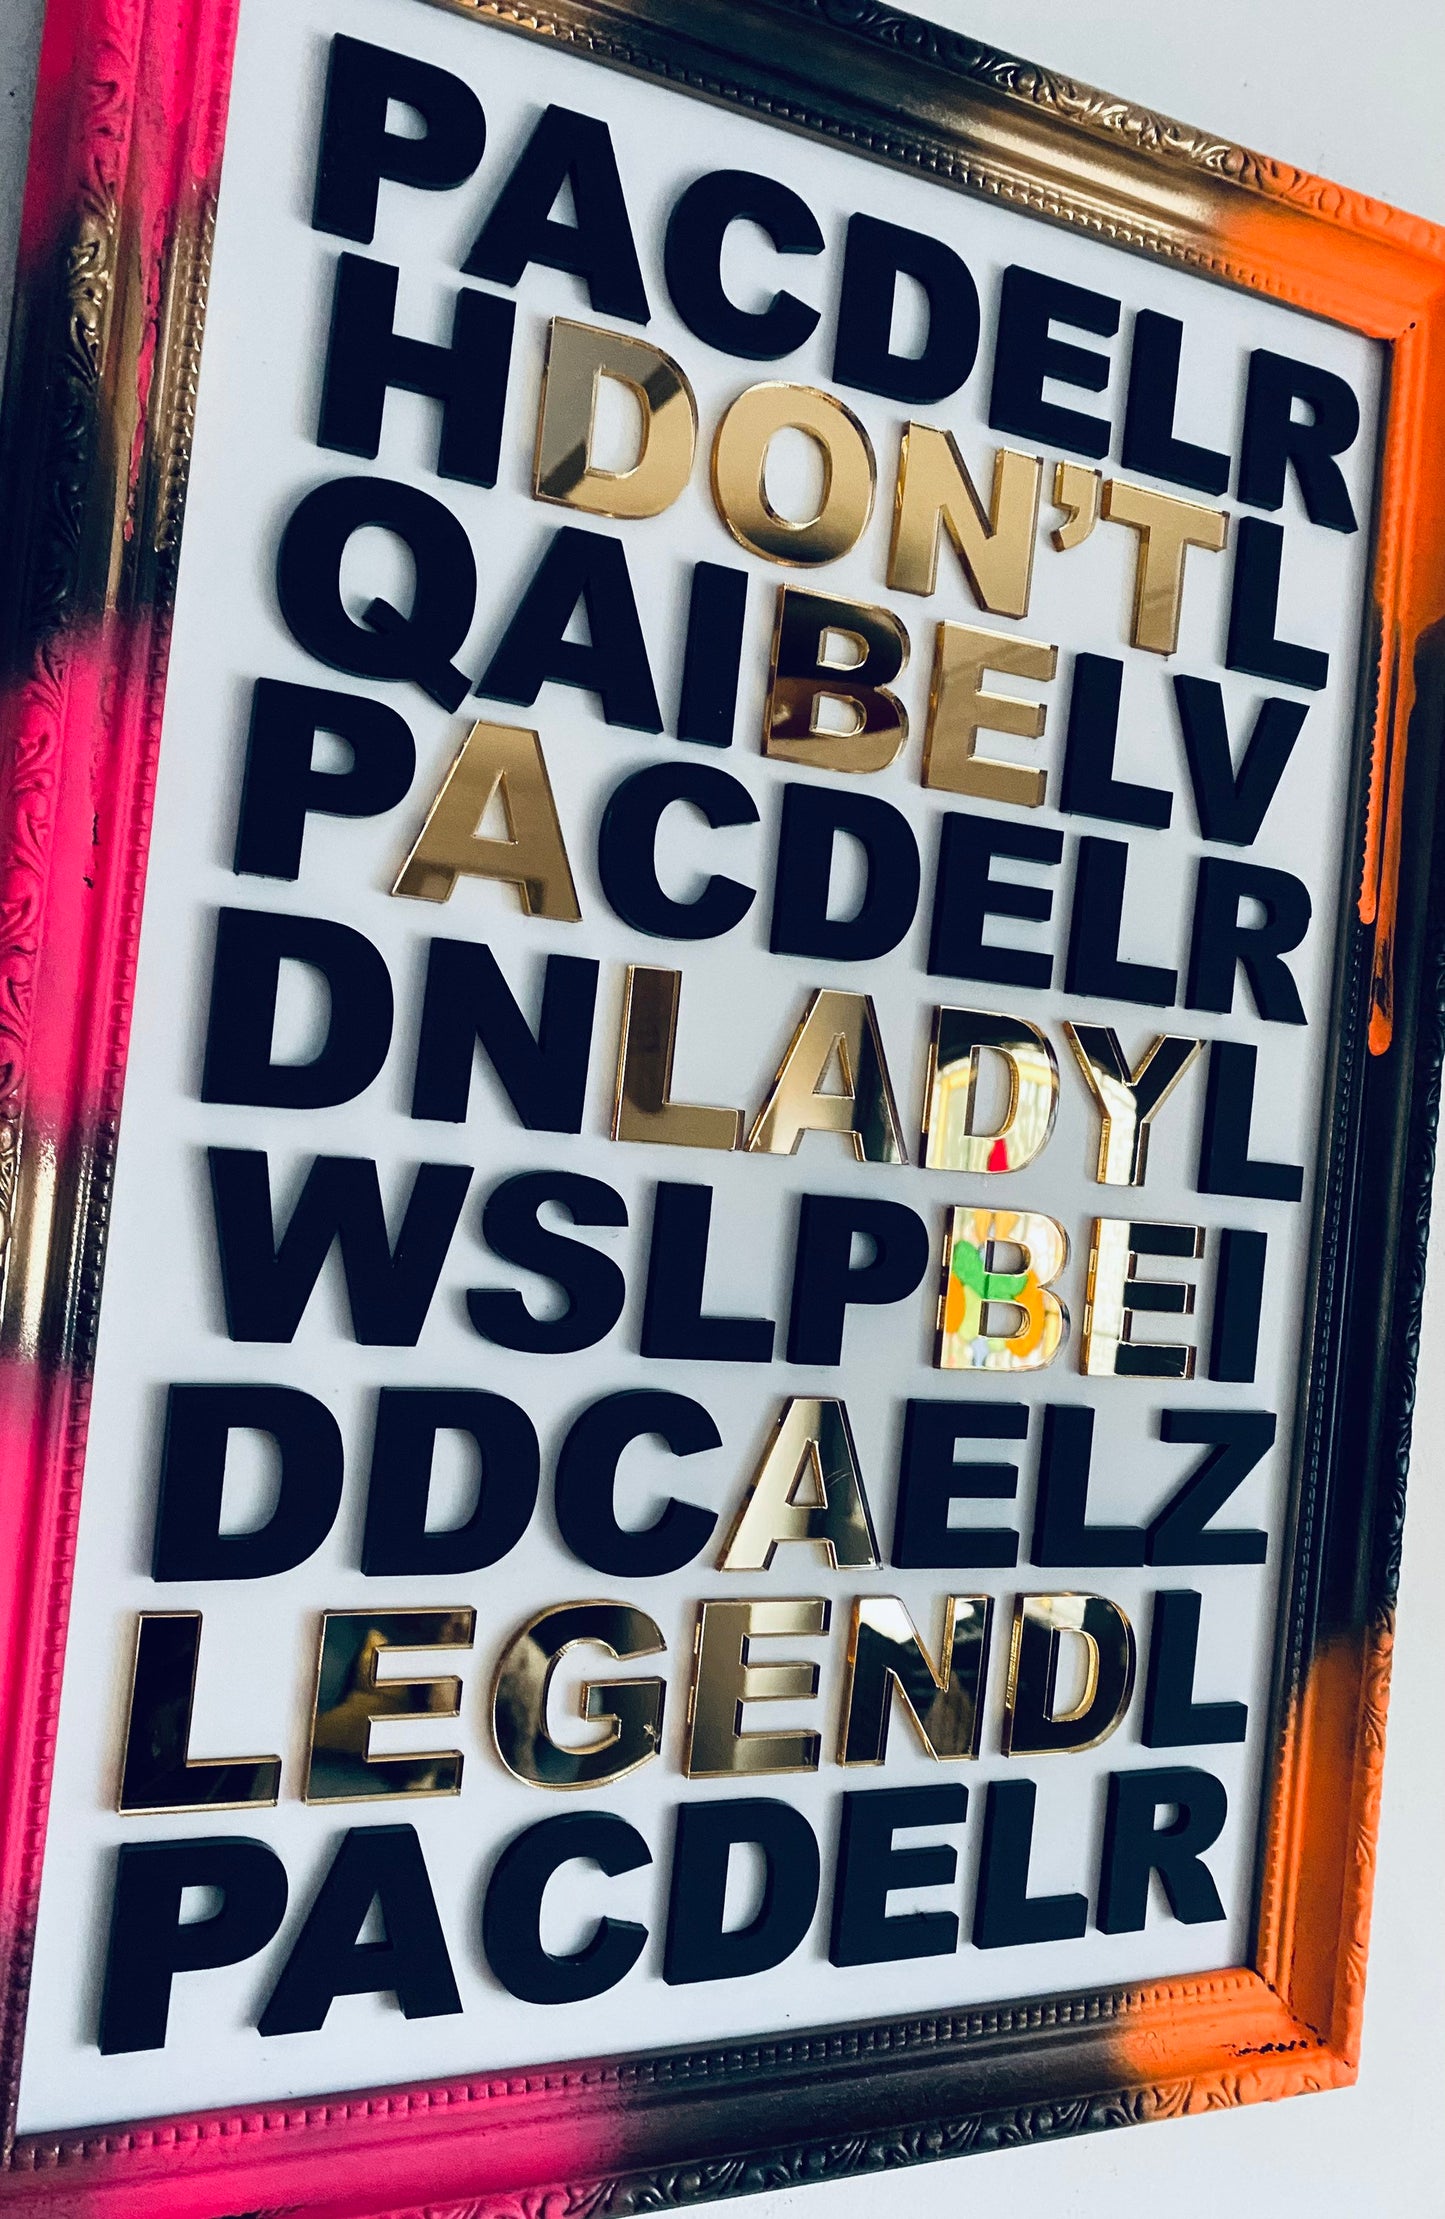 PACDELR
HDON'TL
QAIBELV
PACDELR
DNLADYL
WSLPBEI
DDCAELZ
LEGENDL
PACDELR